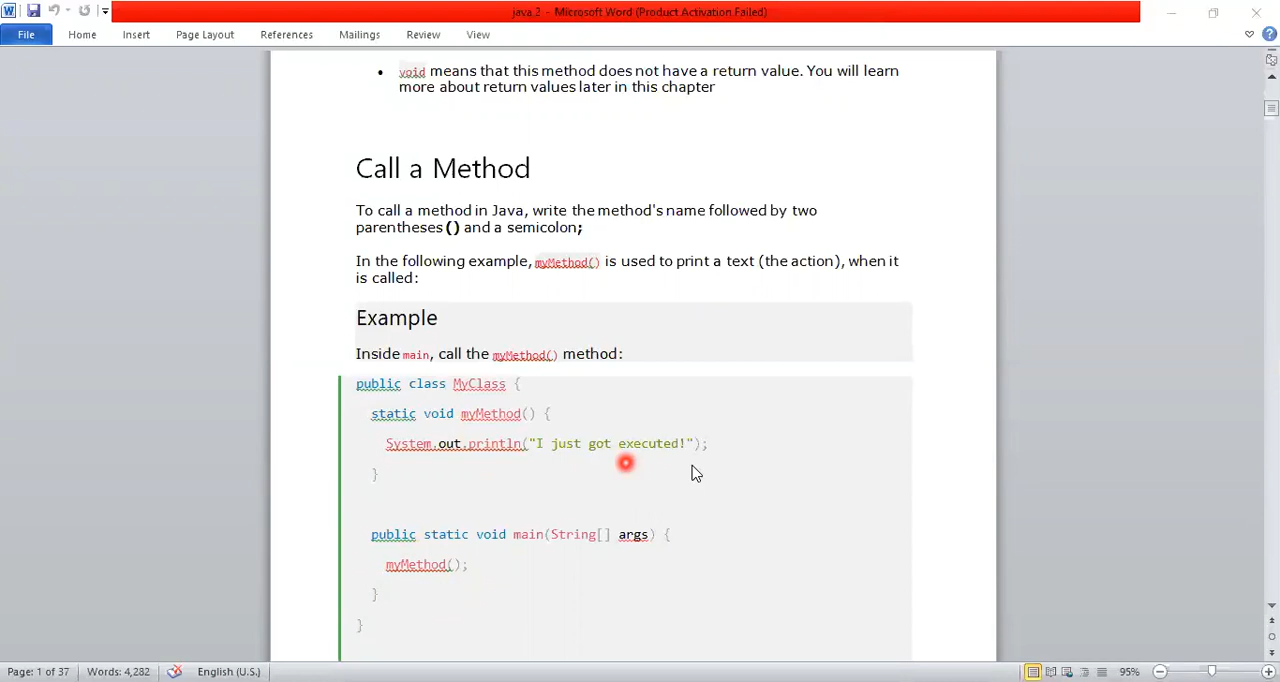 java 2 - Microsoft Word (Product Activation Failed)
File Home Insert Page Layout References Mailings Review View
void means that this method does not have a return value. You will learn
more about return values later in this chapter
Call a Method
To call a method in Java, write the method's name followed by two
parentheses () and a semicolon;
In the following example, myMethod() is used to print a text (the action), when it
is called:
Example
Inside main, call the myMethod() method:
public class MyClass {
static void myMethod() {
System.out.println("I just got executed!");
}
public static void main(String[] args) {
myMethod();
}
}
Page: 1 of 37 Words: 4,282 English (U.S.) 95%